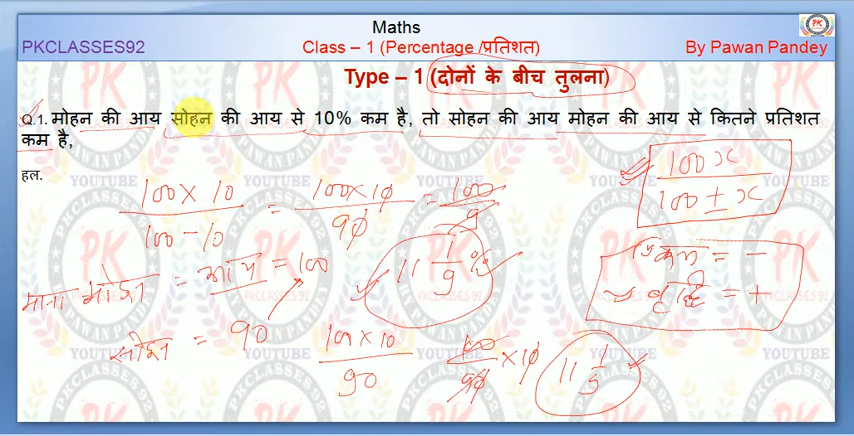 Maths
PKCLASSES92 Class – 1 (Percentage /प्रतिशत) By Pawan Pandey
Type – 1 (दोनों के बीच तुलना)
Q.1. मोहन की आय सोहन की आय से 10% कम है, तो सोहन की आय मोहन की आय से कितने प्रतिशत
कम है,
हल.
100 × 10 / 100 - 10 = 100 × 10 / 90 = 100 / 9
100 x / 100 ± x
11 1/9 %
कम = -
वृद्धि = +
माना मोहन = आय = 100
सोहन = 90
100 × 10 / 90
100 / 90 × 10
11 1/9